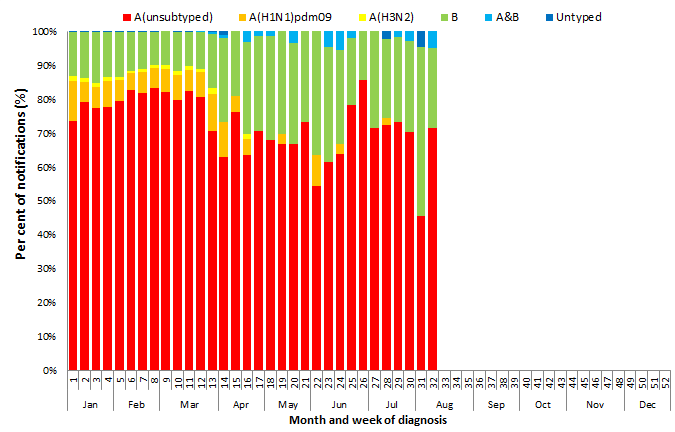 A(unsubtyped) A(H1N1)pdm09 A(H3N2) B A&B Untyped
100%
90%
80%
70%
60%
50%
40%
30%
20%
10%
0%
Per cent of notifications (%)
1 2 3 4 5 6 7 8 9 10 11 12 13 14 15 16 17 18 19 20 21 22 23 24 25 26 27 28 29 30 31 32 33 34 35 36 37 38 39 40 41 42 43 44 45 46 47 48 49 50 51 52
Jan Feb Mar Apr May Jun Jul Aug Sep Oct Nov Dec
Month and week of diagnosis